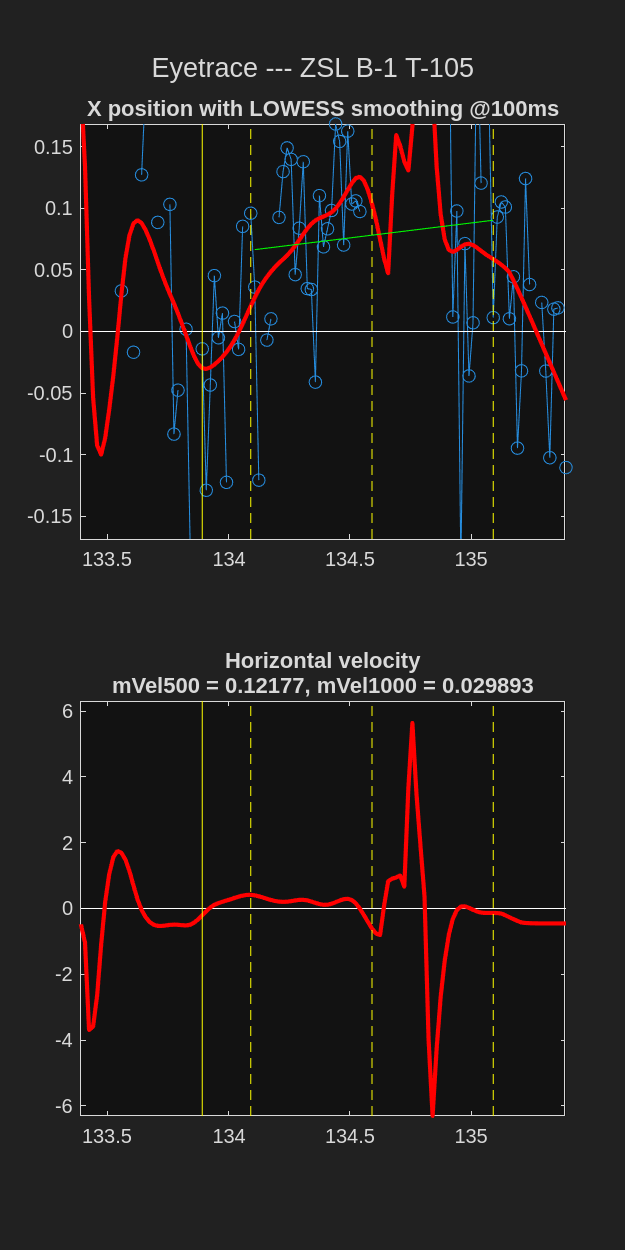 Eyetrace --- ZSL B-1 T-105
X position with LOWESS smoothing @100ms
0.15
0.1
0.05
0
-0.05
-0.1
-0.15
133.5 134 134.5 135
Horizontal velocity
mVel500 = 0.12177, mVel1000 = 0.029893
6
4
2
0
-2
-4
-6
133.5 134 134.5 135